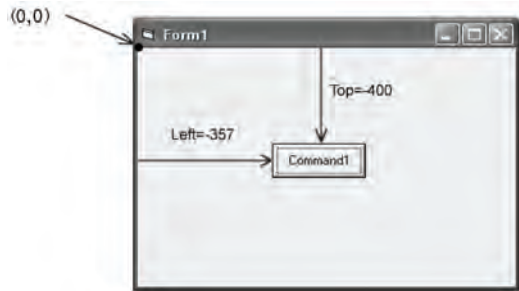 (0,0)
Form1
Top=-400
Left=-357
Command1